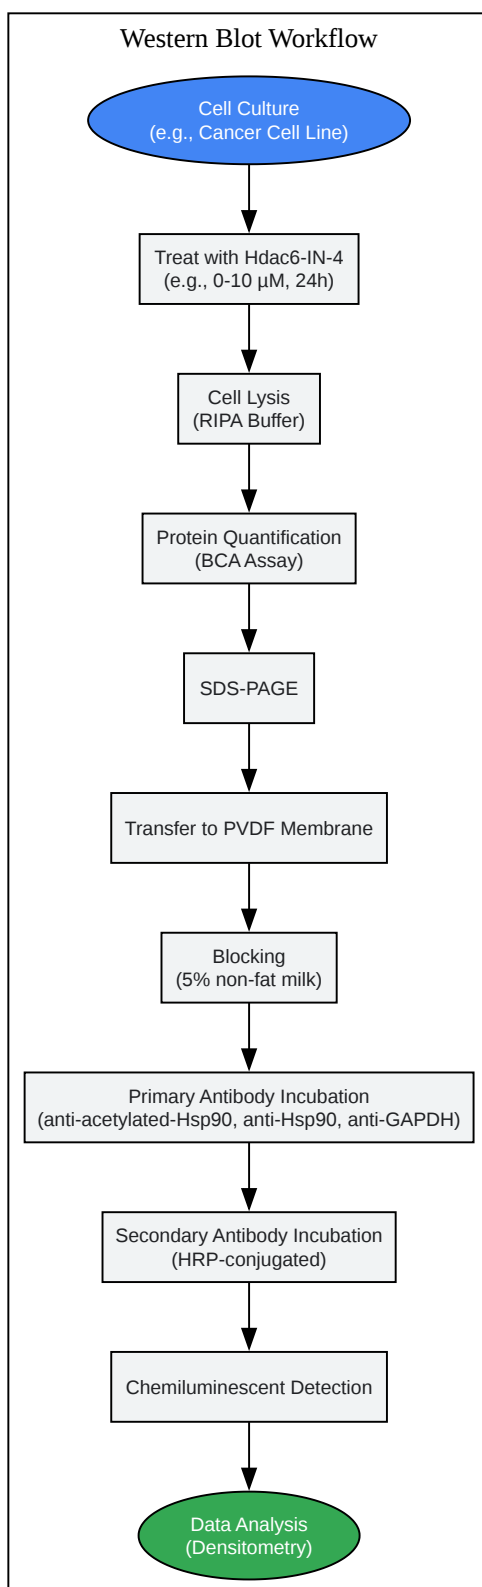 Western Blot Workflow
Cell Culture
(e.g., Cancer Cell Line)
Treat with Hdac6-IN-4
(e.g., 0-10 µM, 24h)
Cell Lysis
(RIPA Buffer)
Protein Quantification
(BCA Assay)
SDS-PAGE
Transfer to PVDF Membrane
Blocking
(5% non-fat milk)
Primary Antibody Incubation
(anti-acetylated-Hsp90, anti-Hsp90, anti-GAPDH)
Secondary Antibody Incubation
(HRP-conjugated)
Chemiluminescent Detection
Data Analysis
(Densitometry)